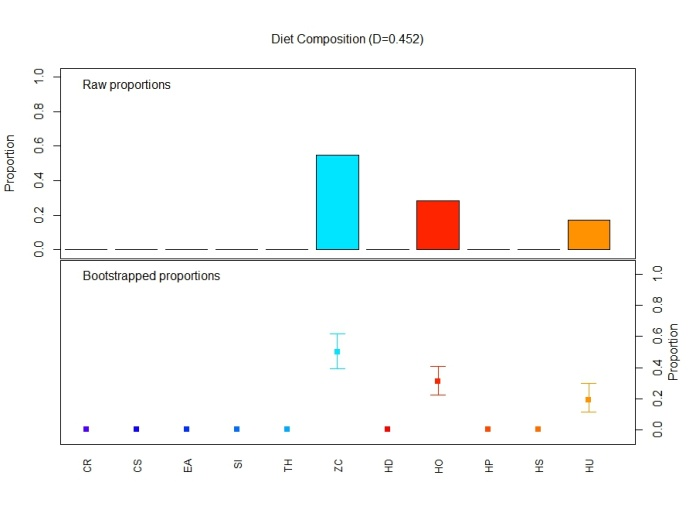 Diet Composition (D=0.452)
Raw proportions
Proportion
1.0
0.8
0.6
0.4
0.2
0.0
Bootstrapped proportions
1.0
0.8
0.6
0.4
0.2
0.0
Proportion
CR CS EA SI TH ZC HD HO HP HS HU